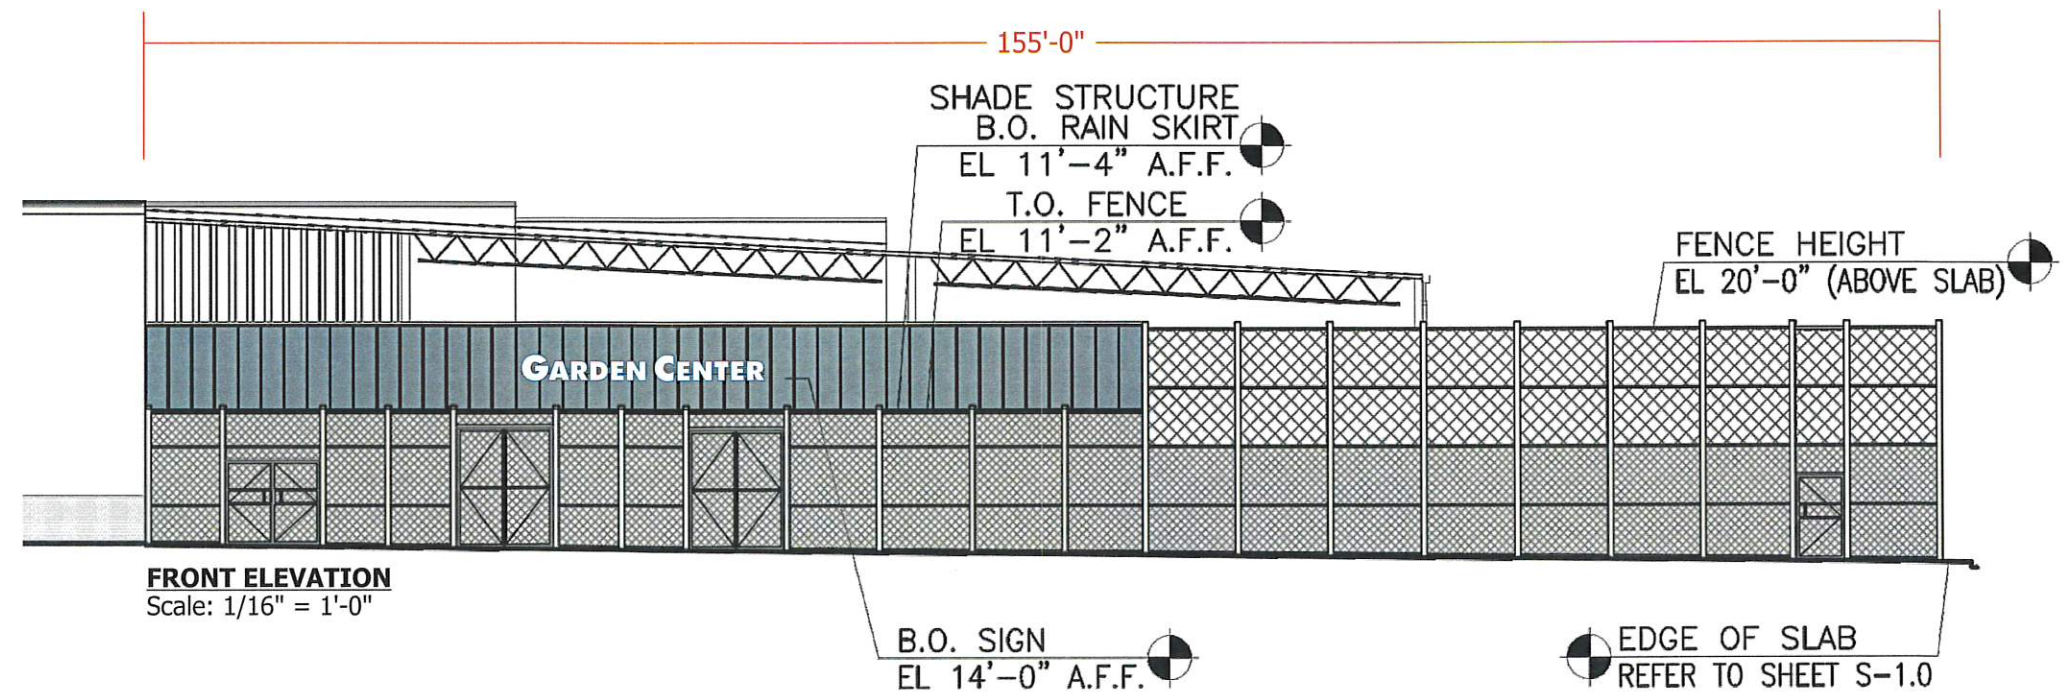 155'-0"
SHADE STRUCTURE
B.O. RAIN SKIRT
EL 11'-4" A.F.F.
T.O. FENCE
EL 11'-2" A.F.F.
FENCE HEIGHT
EL 20'-0" (ABOVE SLAB)
GARDEN CENTER
FRONT ELEVATION
Scale: 1/16" = 1'-0"
B.O. SIGN
EL 14'-0" A.F.F.
EDGE OF SLAB
REFER TO SHEET S-1.0